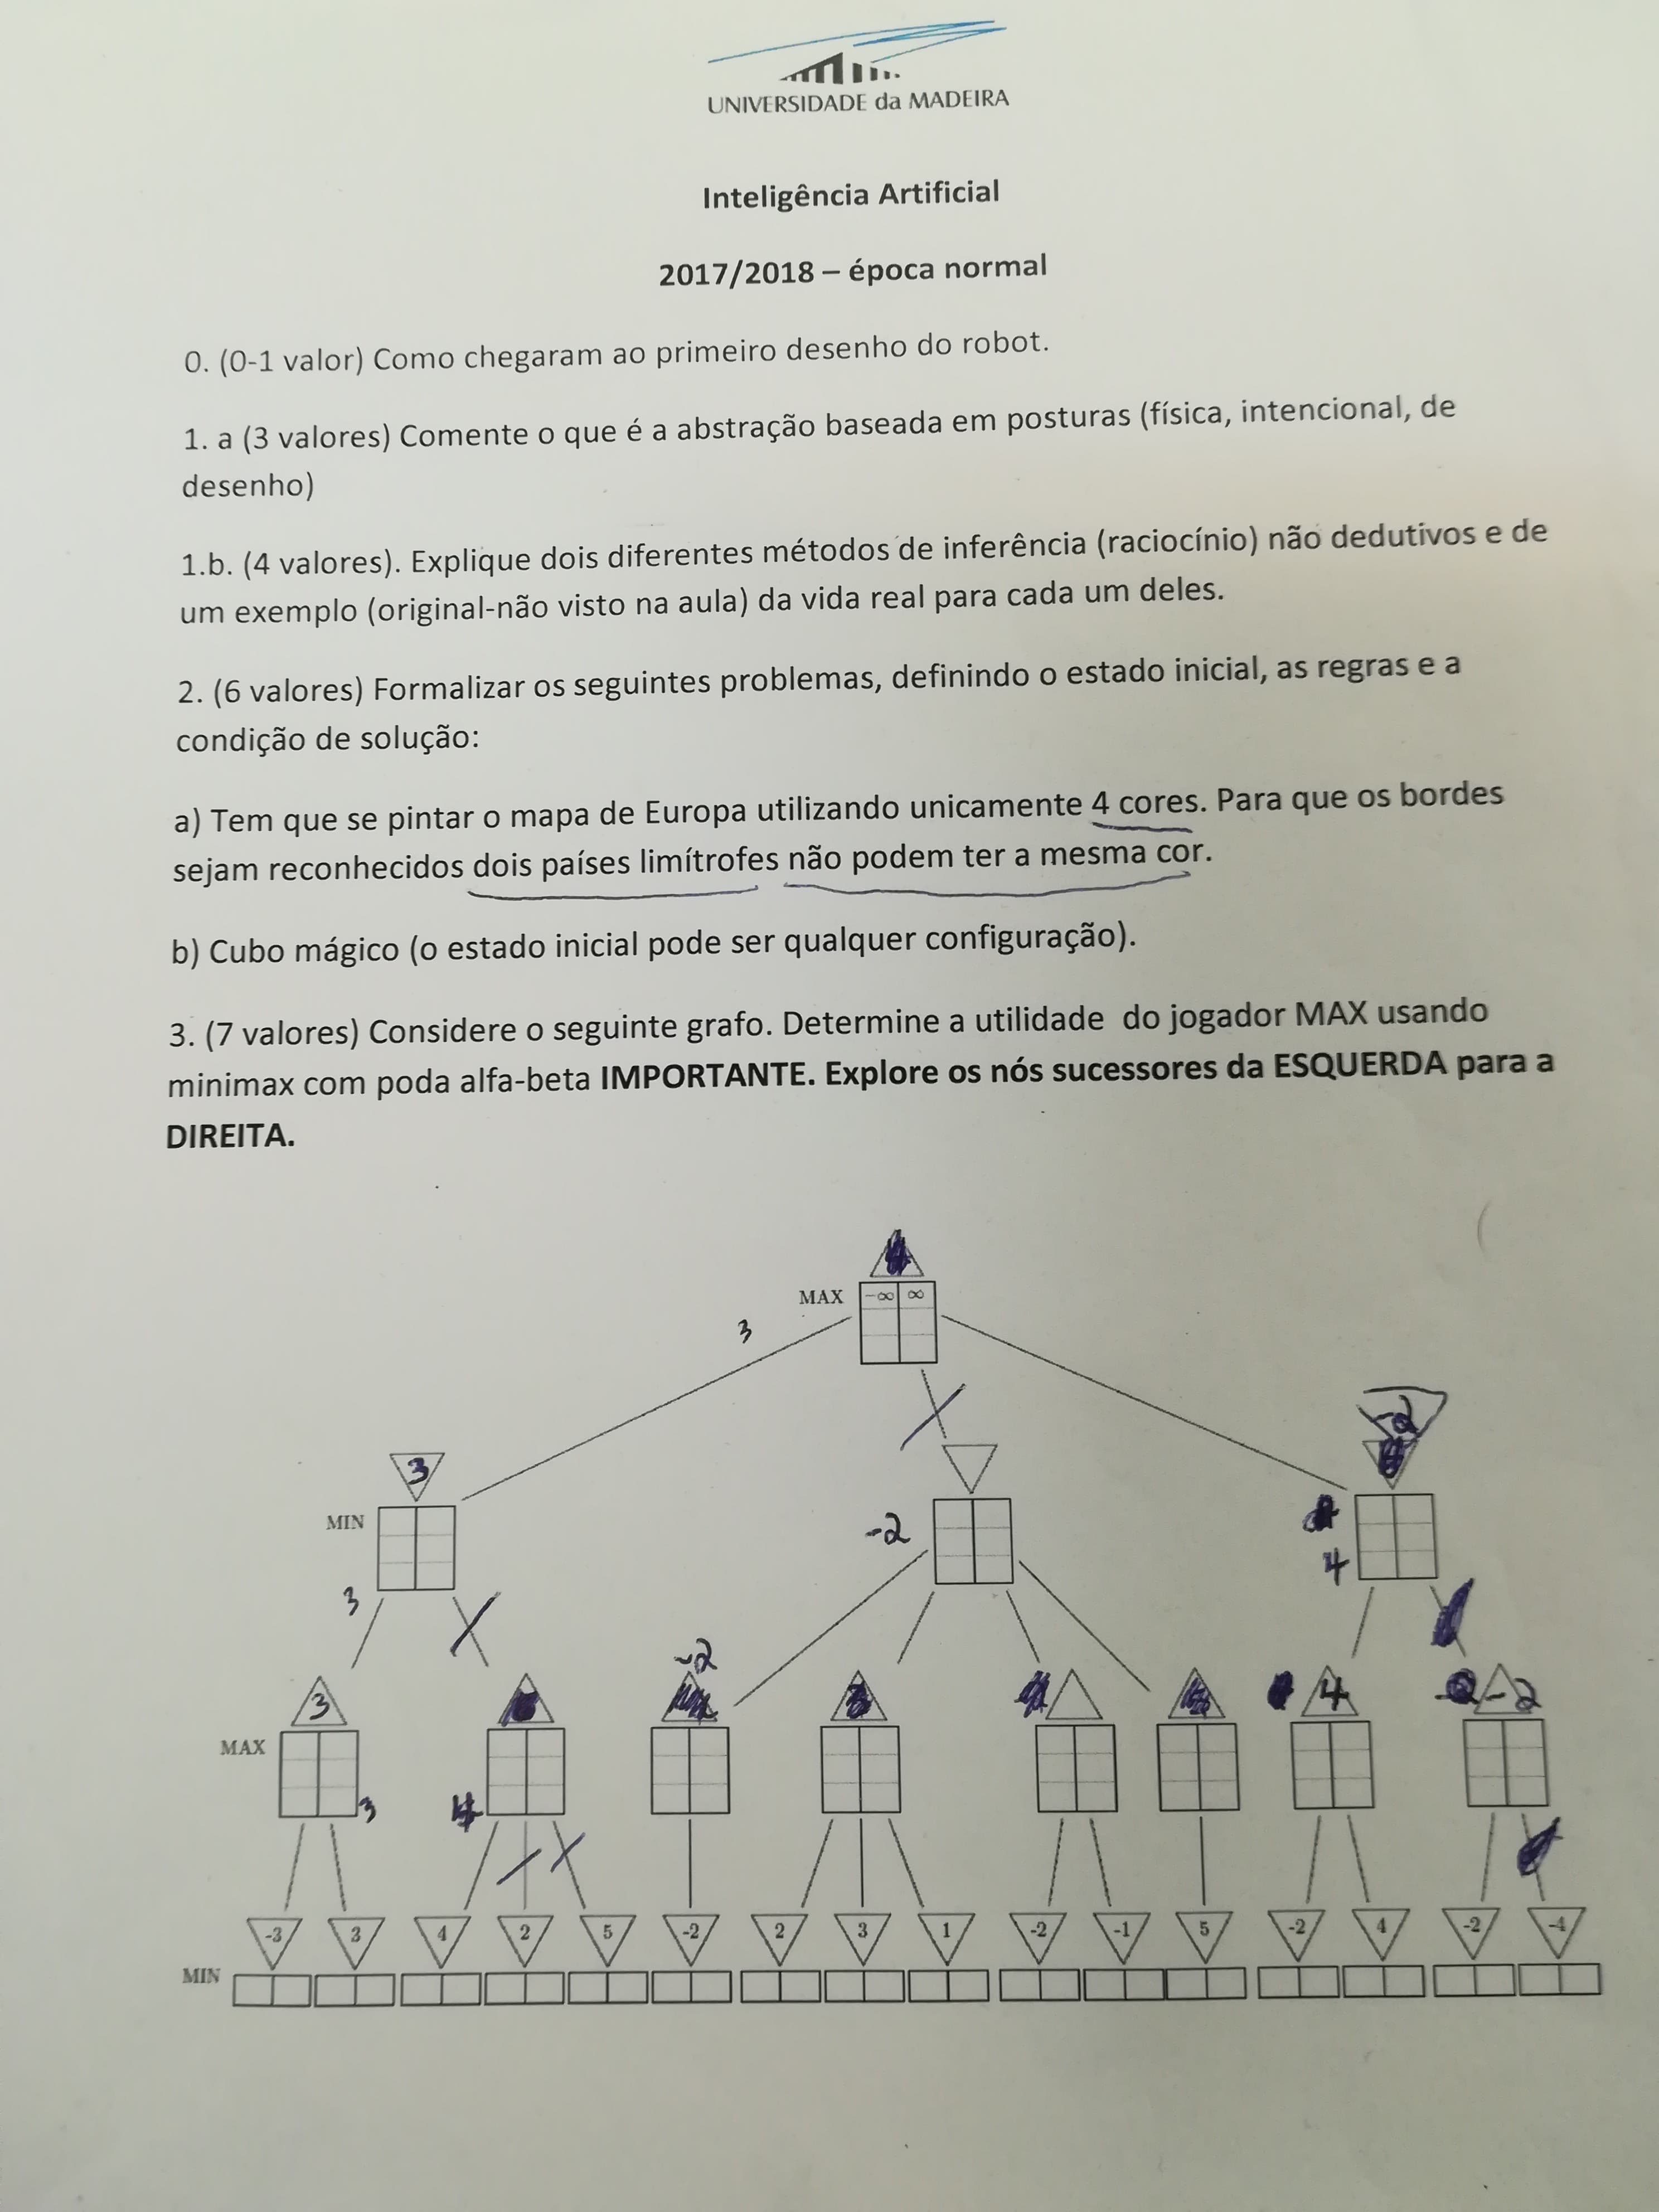 UNIVERSIDADE da MADEIRA
Inteligência Artificial
2017/2018 – época normal
0. (0-1 valor) Como chegaram ao primeiro desenho do robot.
1. a (3 valores) Comente o que é a abstração baseada em posturas (física, intencional, de
desenho)
1.b. (4 valores). Explique dois diferentes métodos de inferência (raciocínio) não dedutivos e de
um exemplo (original-não visto na aula) da vida real para cada um deles.
2. (6 valores) Formalizar os seguintes problemas, definindo o estado inicial, as regras e a
condição de solução:
a) Tem que se pintar o mapa de Europa utilizando unicamente 4 cores. Para que os bordes
sejam reconhecidos dois países limítrofes não podem ter a mesma cor.
b) Cubo mágico (o estado inicial pode ser qualquer configuração).
3. (7 valores) Considere o seguinte grafo. Determine a utilidade do jogador MAX usando
minimax com poda alfa-beta IMPORTANTE. Explore os nós sucessores da ESQUERDA para a
DIREITA.
MAX -∞ ∞
3
2
3
MIN -2
4
3
-2
3 4 -2
MAX
3 4
-3 3 4 2 5 -2 2 3 1 -2 -1 5 -2 4 -2 -4
MIN